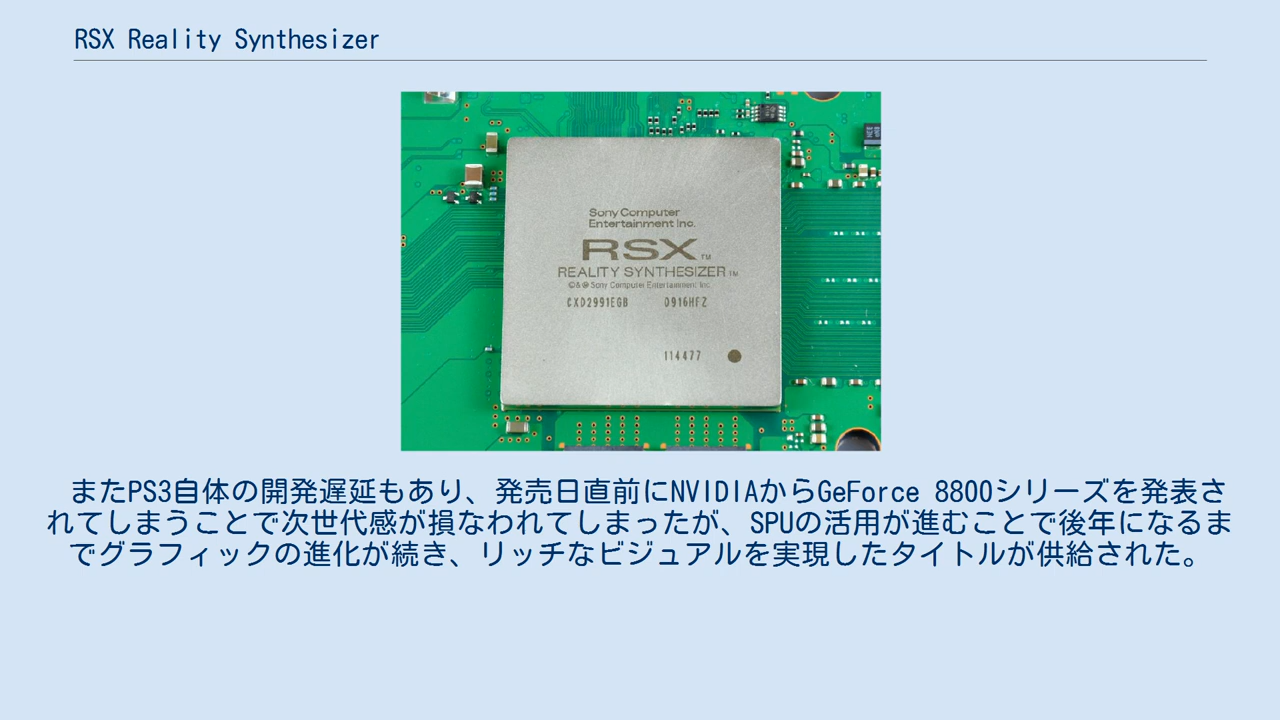 RSX Reality Synthesizer
Sony Computer
Entertainment Inc.
RSX™
REALITY SYNTHESIZER™
©&℗ Sony Computer Entertainment Inc.
CXD2991EGB 0916HFZ
114477
またPS3自体の開発遅延もあり、発売日直前にNVIDIAからGeForce 8800シリーズを発表さ
れてしまうことで次世代感が損なわれてしまったが、SPUの活用が進むことで後年になるま
でグラフィックの進化が続き、リッチなビジュアルを実現したタイトルが供給された。